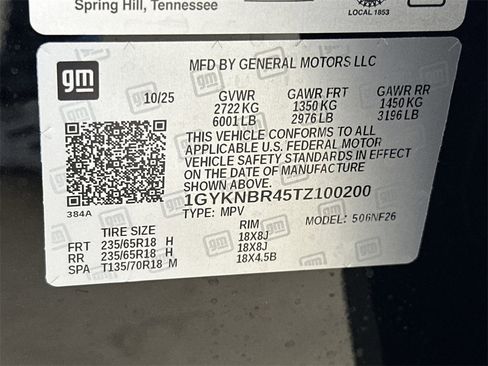 Spring Hill, Tennessee
LOCAL 1853
gm
MFD BY GENERAL MOTORS LLC
10/25
GVWR GAWR FRT GAWR RR
2722 KG 1350 KG 1450 KG
6001 LB 2976 LB 3196 LB
THIS VEHICLE CONFORMS TO ALL
APPLICABLE U.S. FEDERAL MOTOR
VEHICLE SAFETY STANDARDS IN EFFECT
ON THE DATE OF MANUFACTURE
SHOWN ABOVE.
1GYKNBR45TZ100200
TYPE: MPV MODEL: 506NF26
384A
TIRE SIZE RIM
FRT 235/65R18 H 18X8J
RR 235/65R18 H 18X8J
SPA T135/70R18 M 18X4.5B